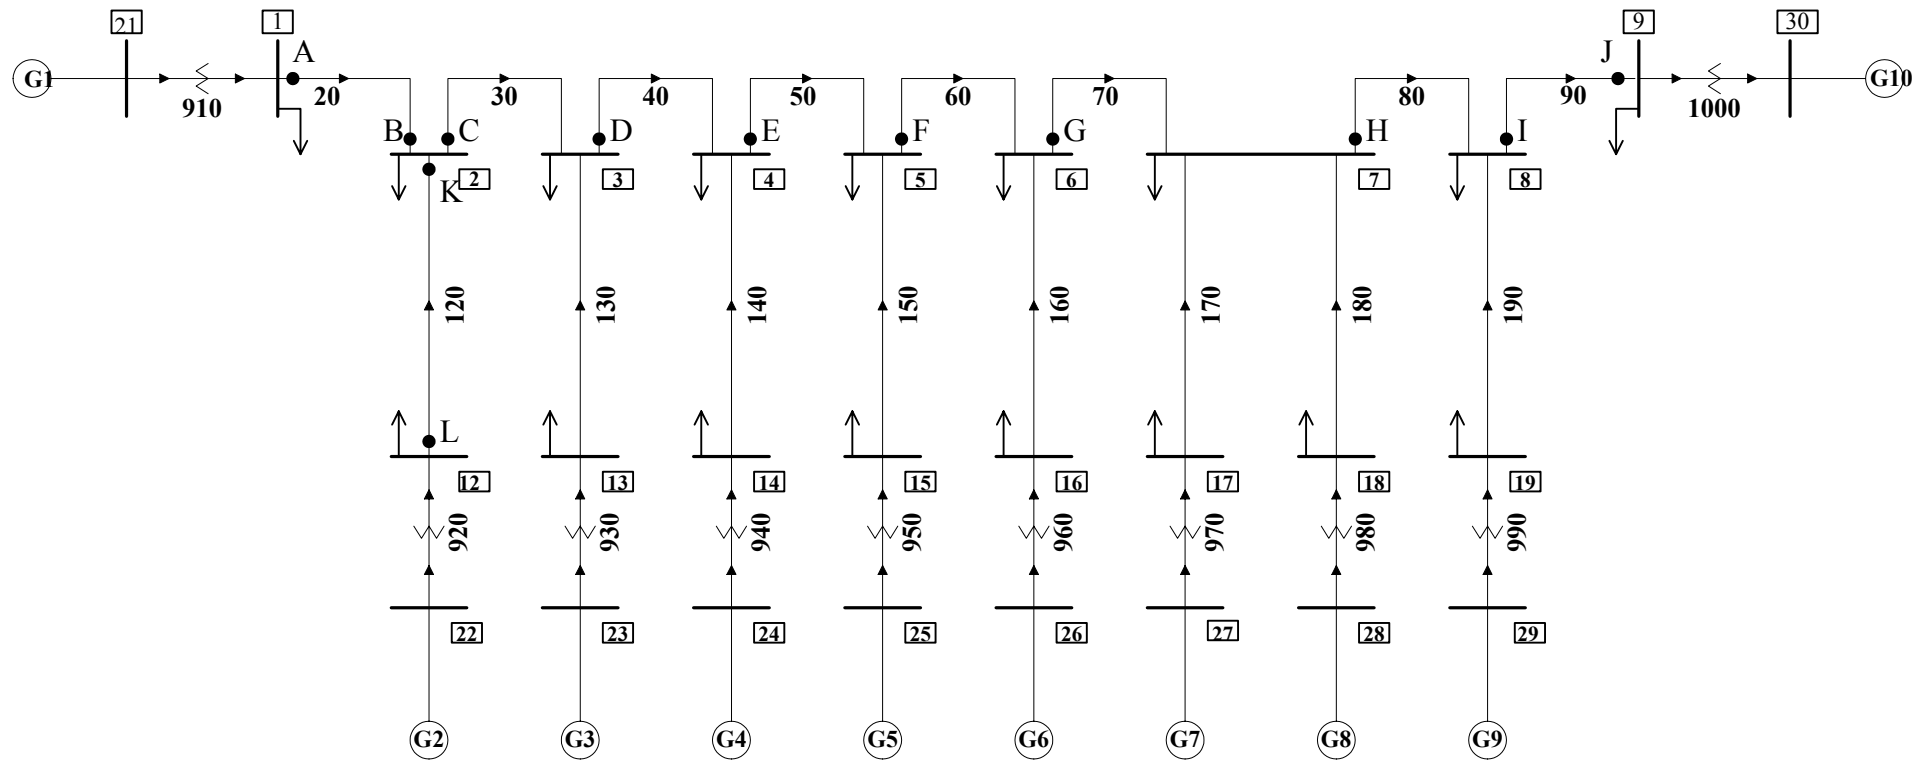 21 1 9 30
A J
G1 G10
910 20 30 40 50 60 70 80 90 1000
B C D E F G H I
2 3 4 5 6 7 8
K
120 130 140 150 160 170 180 190
L
12 13 14 15 16 17 18 19
920 930 940 950 960 970 980 990
22 23 24 25 26 27 28 29
G2 G3 G4 G5 G6 G7 G8 G9